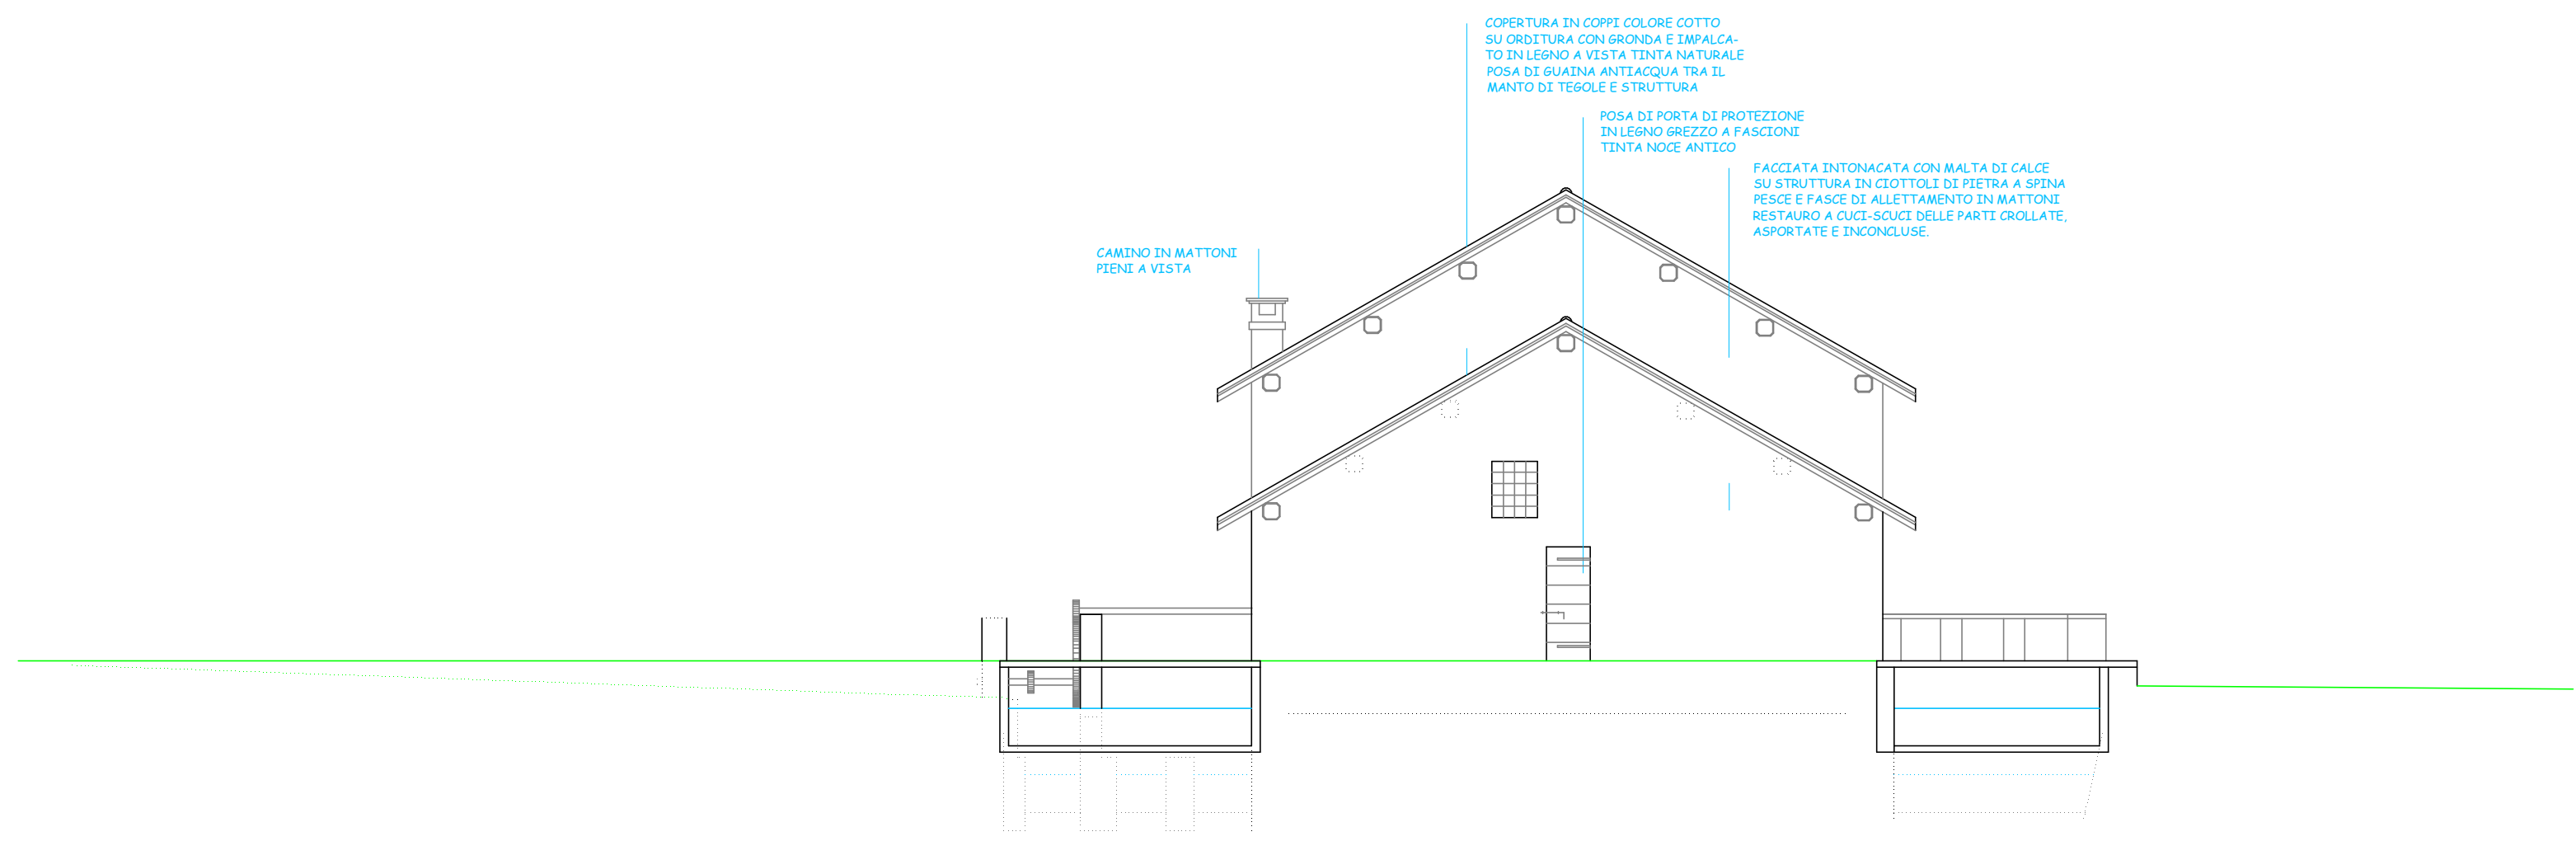 COPERTURA IN COPPI COLORE COTTO
SU ORDITURA CON GRONDA E IMPALCA-
TO IN LEGNO A VISTA TINTA NATURALE
POSA DI GUAINA ANTIACQUA TRA IL
MANTO DI TEGOLE E STRUTTURA
POSA DI PORTA DI PROTEZIONE
IN LEGNO GREZZO A FASCIONI
TINTA NOCE ANTICO
FACCIATA INTONACATA CON MALTA DI CALCE
SU STRUTTURA IN CIOTTOLI DI PIETRA A SPINA
PESCE E FASCE DI ALLETTAMENTO IN MATTONI
RESTAURO A CUCI-SCUCI DELLE PARTI CROLLATE,
ASPORTATE E INCONCLUSE.
CAMINO IN MATTONI
PIENI A VISTA